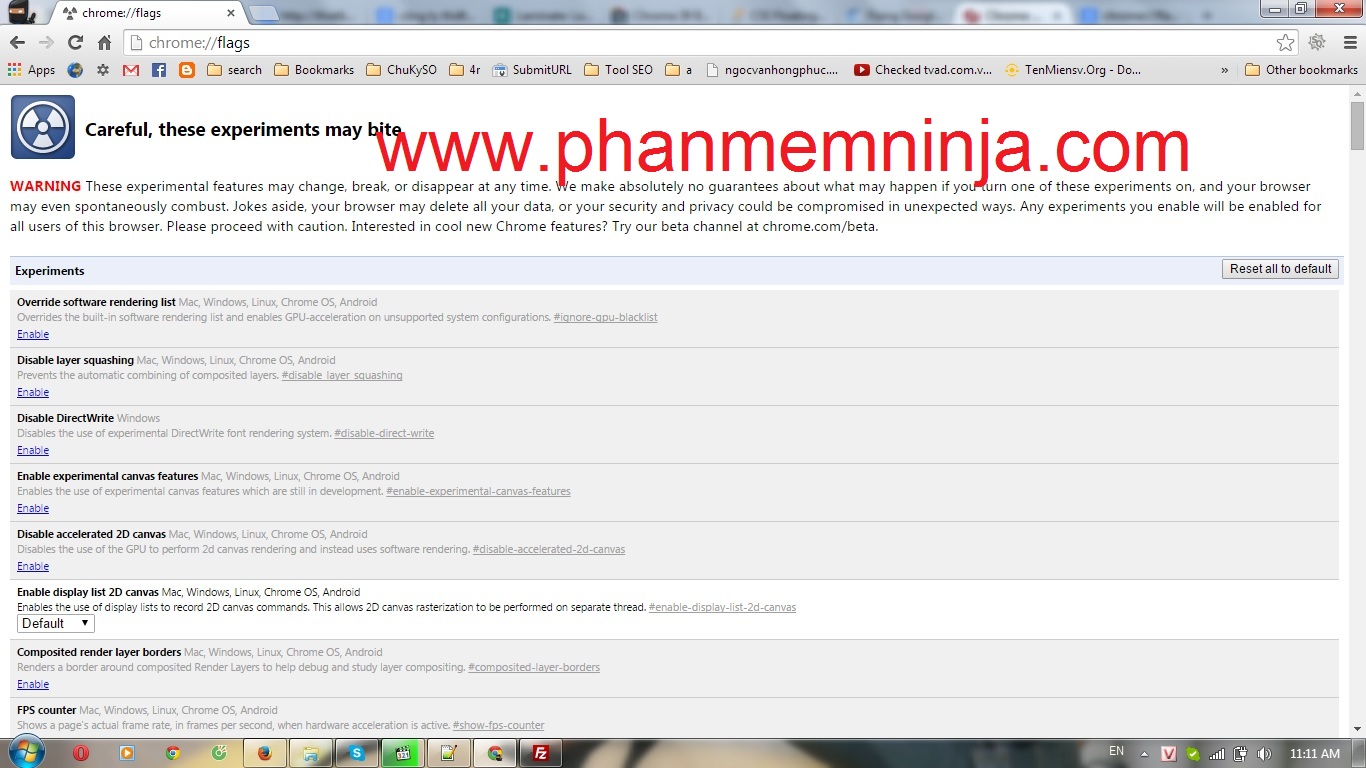 chrome://flags
chrome://flags
Apps
search
Bookmarks
ChuKySO
4r
SubmitURL
Tool SEO
a
ngocvanhongphuc....
Checked tvad.com.v...
TenMiensv.Org - Do...
»
Other bookmarks
Careful, these experiments may bite
www.phanmemninja.com
WARNING These experimental features may change, break, or disappear at any time. We make absolutely no guarantees about what may happen if you turn one of these experiments on, and your browser
may even spontaneously combust. Jokes aside, your browser may delete all your data, or your security and privacy could be compromised in unexpected ways. Any experiments you enable will be enabled for
all users of this browser. Please proceed with caution. Interested in cool new Chrome features? Try our beta channel at chrome.com/beta.
Experiments
Reset all to default
Override software rendering list Mac, Windows, Linux, Chrome OS, Android
Overrides the built-in software rendering list and enables GPU-acceleration on unsupported system configurations. #ignore-gpu-blacklist
Enable
Disable layer squashing Mac, Windows, Linux, Chrome OS, Android
Prevents the automatic combining of composited layers. #disable_layer_squashing
Enable
Disable DirectWrite Windows
Disables the use of experimental DirectWrite font rendering system. #disable-direct-write
Enable
Enable experimental canvas features Mac, Windows, Linux, Chrome OS, Android
Enables the use of experimental canvas features which are still in development. #enable-experimental-canvas-features
Enable
Disable accelerated 2D canvas Mac, Windows, Linux, Chrome OS, Android
Disables the use of the GPU to perform 2d canvas rendering and instead uses software rendering. #disable-accelerated-2d-canvas
Enable
Enable display list 2D canvas Mac, Windows, Linux, Chrome OS, Android
Enables the use of display lists to record 2D canvas commands. This allows 2D canvas rasterization to be performed on separate thread. #enable-display-list-2d-canvas
Default
Composited render layer borders Mac, Windows, Linux, Chrome OS, Android
Renders a border around composited Render Layers to help debug and study layer compositing. #composited-layer-borders
Enable
FPS counter Mac, Windows, Linux, Chrome OS, Android
Shows a page's actual frame rate, in frames per second, when hardware acceleration is active. #show-fps-counter
EN
11:11 AM